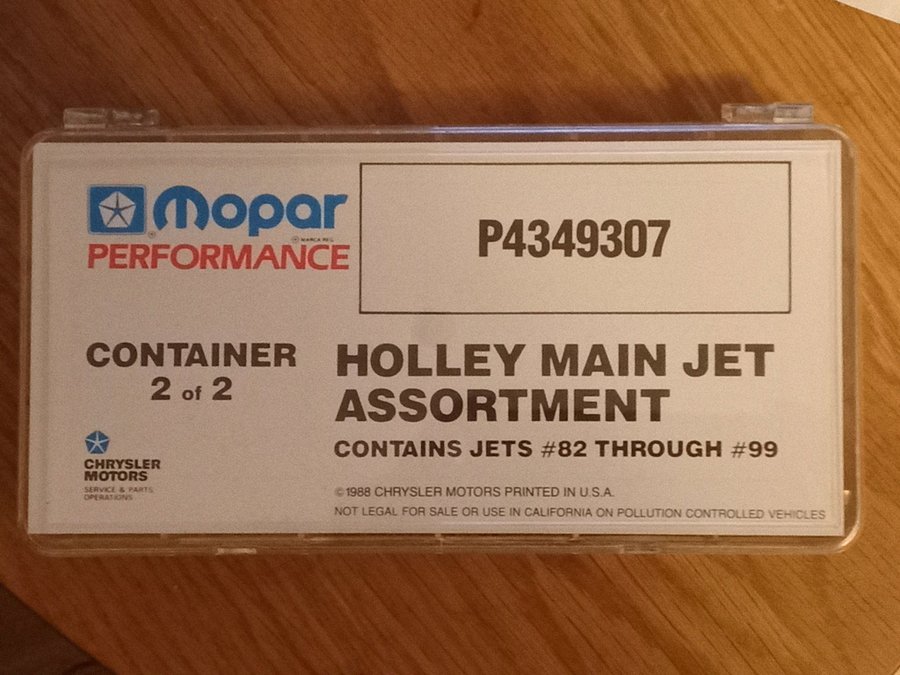 Mopar
® MARCA REG.
PERFORMANCE
P4349307
CONTAINER
2 of 2
HOLLEY MAIN JET
ASSORTMENT
CONTAINS JETS #82 THROUGH #99
CHRYSLER
MOTORS
SERVICE & PARTS
OPERATIONS
©1988 CHRYSLER MOTORS PRINTED IN U.S.A.
NOT LEGAL FOR SALE OR USE IN CALIFORNIA ON POLLUTION CONTROLLED VEHICLES